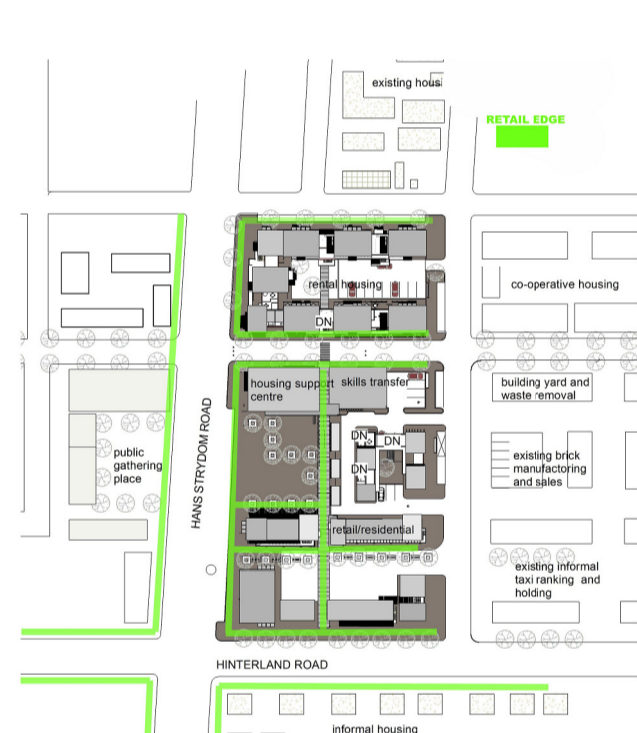 existing housi
RETAIL EDGE
rental housing
co-operative housing
DN
housing support
centre
skills transfer
building yard and
waste removal
HANS STRYDOM ROAD
public
gathering
place
DN
DN
DN
existing brick
manufactoring
and sales
retail/residential
existing informal
taxi ranking and
holding
HINTERLAND ROAD
informal housing